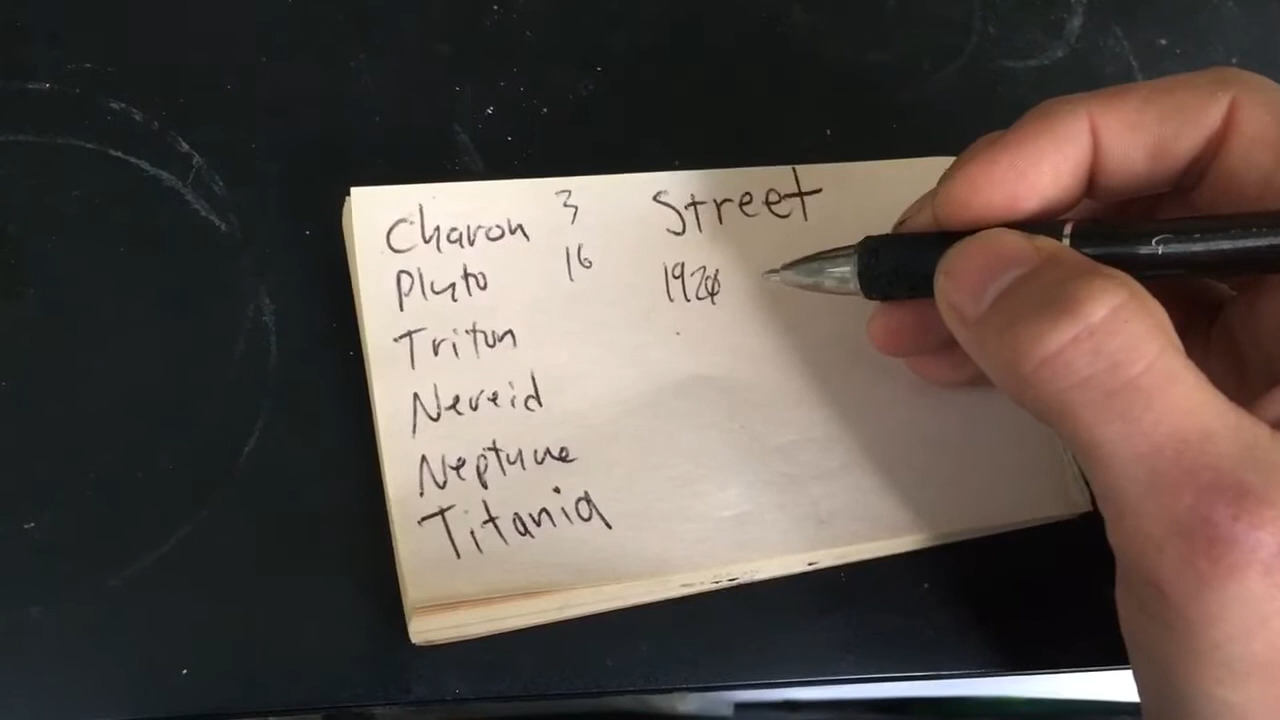 Charon 3 Street
Pluto 16 1920
Triton
Nereid
Neptune
Titania